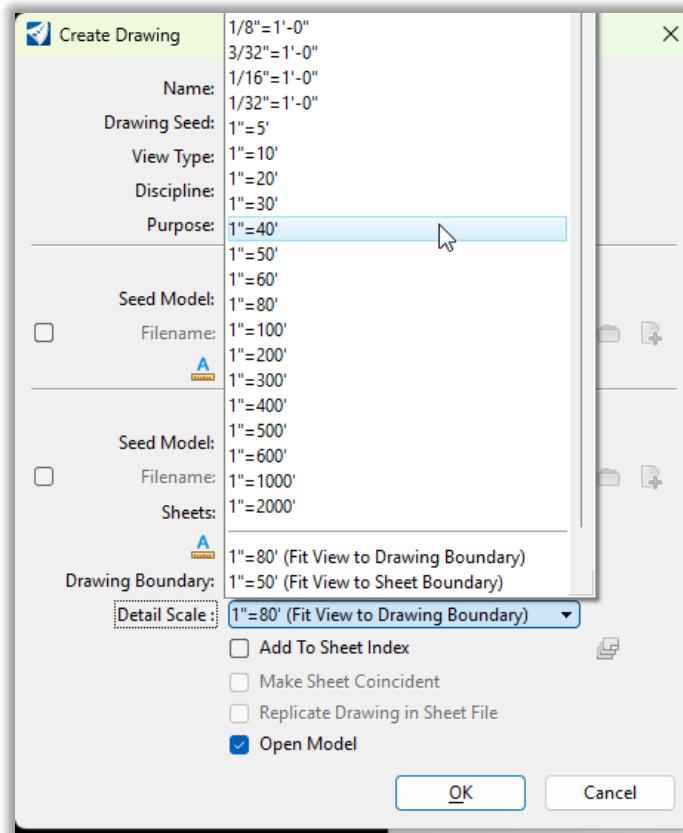 Create Drawing
1/8"=1'-0"
3/32"=1'-0"
1/16"=1'-0"
1/32"=1'-0"
1"=5'
1"=10'
1"=20'
1"=30'
1"=40'
1"=50'
1"=60'
1"=80'
1"=100'
1"=200'
1"=300'
1"=400'
1"=500'
1"=600'
1"=1000'
1"=2000'
1"=80' (Fit View to Drawing Boundary)
1"=50' (Fit View to Sheet Boundary)
Name:
Drawing Seed:
View Type:
Discipline:
Purpose:
Seed Model:
Filename:
A
Seed Model:
Filename:
Sheets:
A
Drawing Boundary:
Detail Scale : 1"=80' (Fit View to Drawing Boundary)
Add To Sheet Index
Make Sheet Coincident
Replicate Drawing in Sheet File
Open Model
OK Cancel